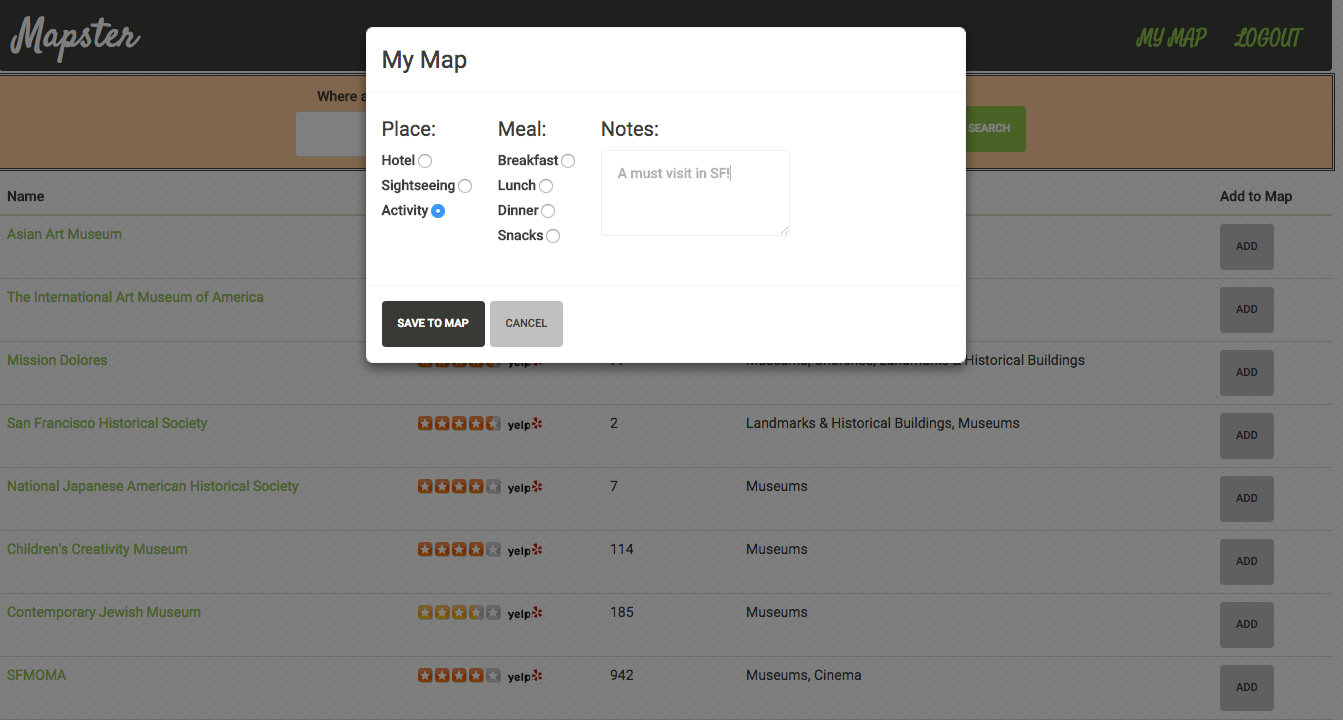 Mapster
MY MAP LOGOUT
My Map
Where
SEARCH
Place: Meal: Notes:
Hotel Breakfast
Sightseeing Lunch
Activity Dinner
Snacks
A must visit in SF!
SAVE TO MAP CANCEL
Name Add to Map
Asian Art Museum ADD
The International Art Museum of America ADD
Mission Dolores yelp Museums, Churches, Landmarks & Historical Buildings ADD
San Francisco Historical Society yelp 2 Landmarks & Historical Buildings, Museums ADD
National Japanese American Historical Society yelp 7 Museums ADD
Children's Creativity Museum yelp 114 Museums ADD
Contemporary Jewish Museum yelp 185 Museums ADD
SFMOMA yelp 942 Museums, Cinema ADD